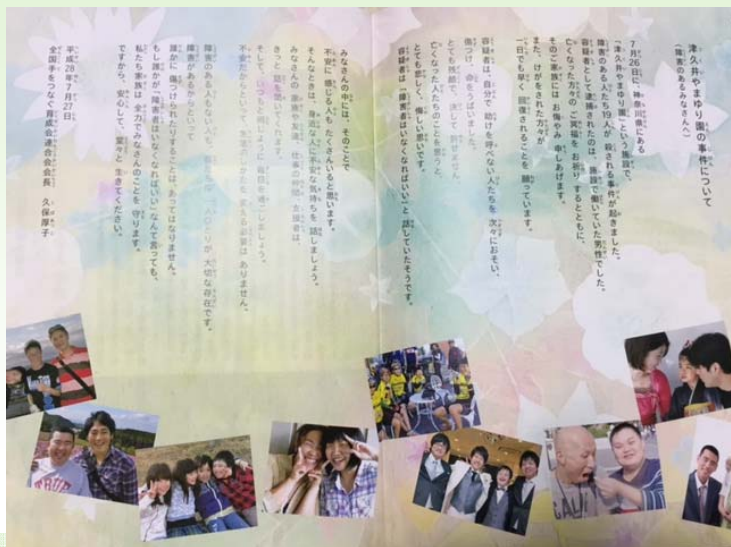 津久井やまゆり園の事件について
(障害のあるみなさんへ)
7月26日に、神奈川県にある
「津久井やまゆり園」という施設で、
障害のある人たち19人が 殺される事件が 起きました。
容疑者として逮捕されたのは、施設で働いていた男性でした。
亡くなった方々の ご冥福を お祈り するとともに、
そのご家族には お悔やみ 申しあげます。
また、けがをされた方々が
一日でも早く 回復されることを 願っています。
容疑者は、自分で 助けを呼べない人たちを 次々におそい、
傷つけ、命をうばいました。
とても残酷で、決して 許せません。
亡くなった人たちのことを思うと、
とても悲しく、悔しい思いです。
容疑者は「障害者はいなくなればいい」と 話していたそうです。
みなさんの中には、そのことで
不安に 感じる人も たくさんいると思います。
そんなときは、身近な人に不安な気持ちを 話しましょう。
みなさんの 家族や友達、仕事の仲間、支援者は、
きっと 話を聞いてくれます。
そして、いつもと同じように 毎日を過ごしましょう。
不安だからといって、生活のしかたを 変える必要は ありません。
障害のある人もない人も、 大切な存在です。
障害があるからといって
誰かに 傷つけられたりすることは、あってはなりません。
もし誰かが「障害者はいなくなればいい」なんて言っても、
私たち家族は 全力でみなさんのことを 守ります。
ですから、安心して、堂々と 生きてください。
平成28年7月27日
全国手をつなぐ育成会連合会会長 久保厚子